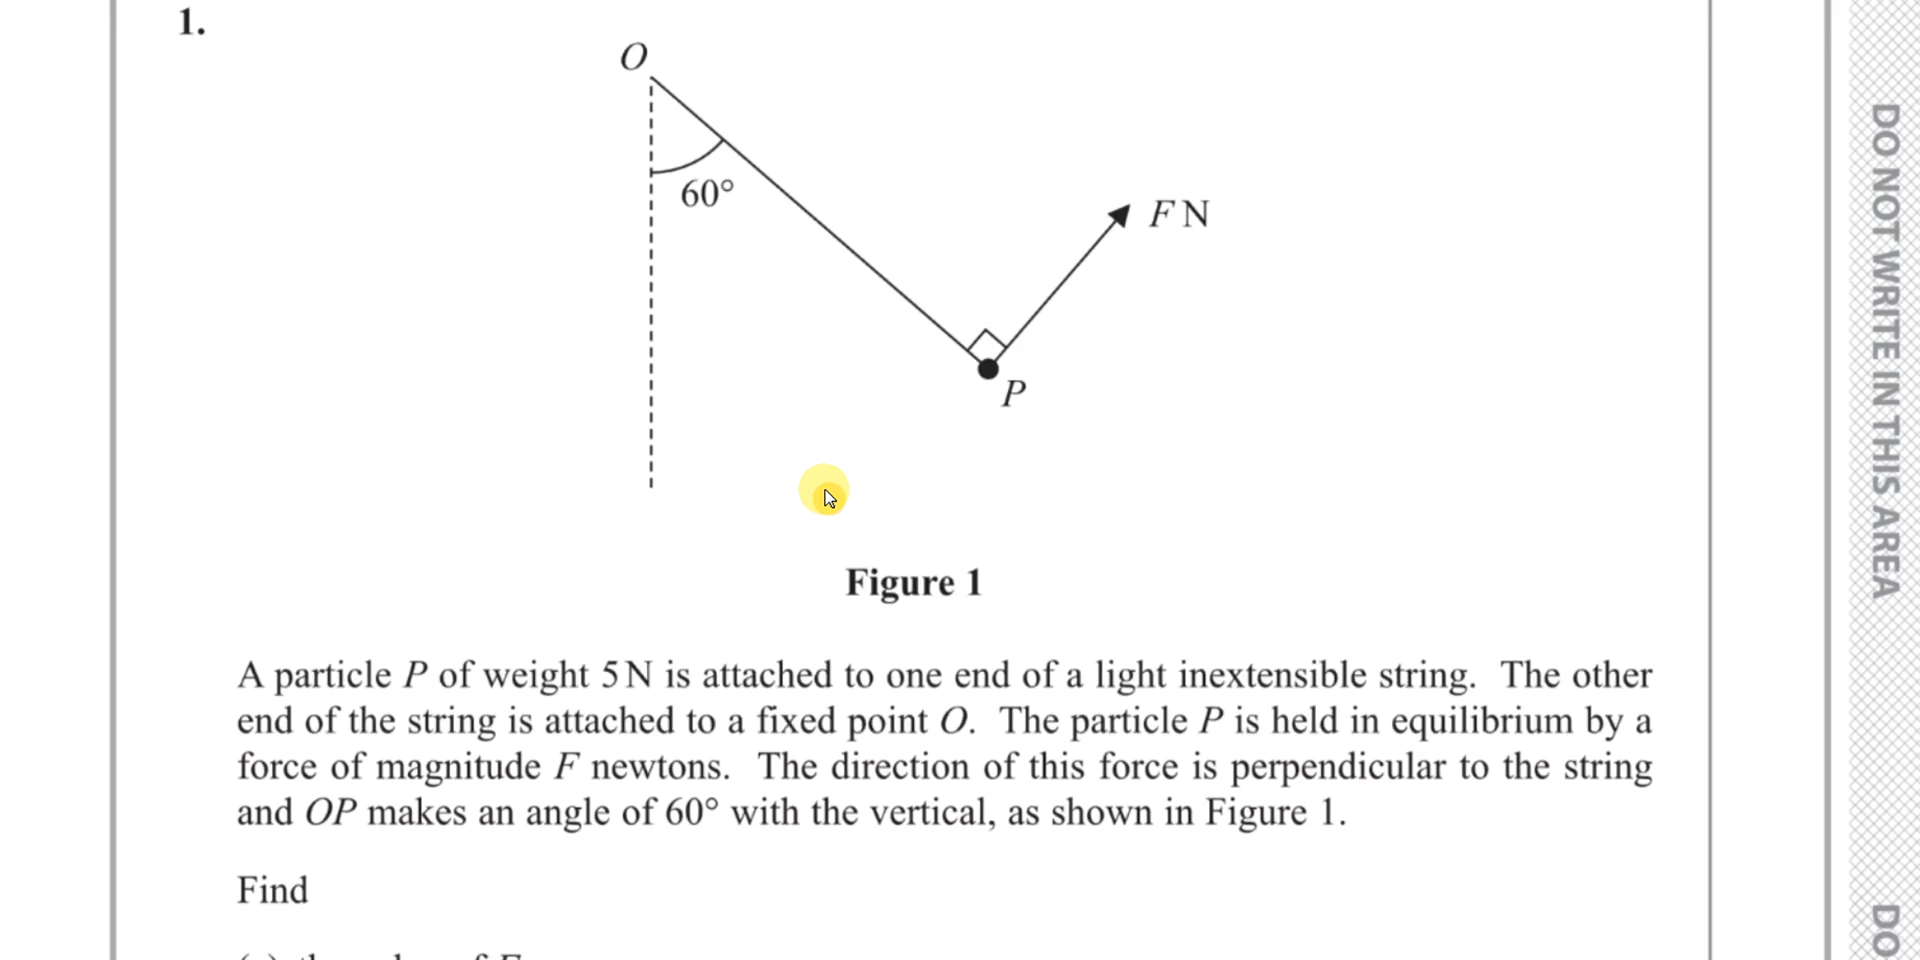 1.
O
60°
F N
P
Figure 1
A particle P of weight 5 N is attached to one end of a light inextensible string. The other
end of the string is attached to a fixed point O. The particle P is held in equilibrium by a
force of magnitude F newtons. The direction of this force is perpendicular to the string
and OP makes an angle of 60° with the vertical, as shown in Figure 1.
Find
DO NOT WRITE IN THIS AREA
DO